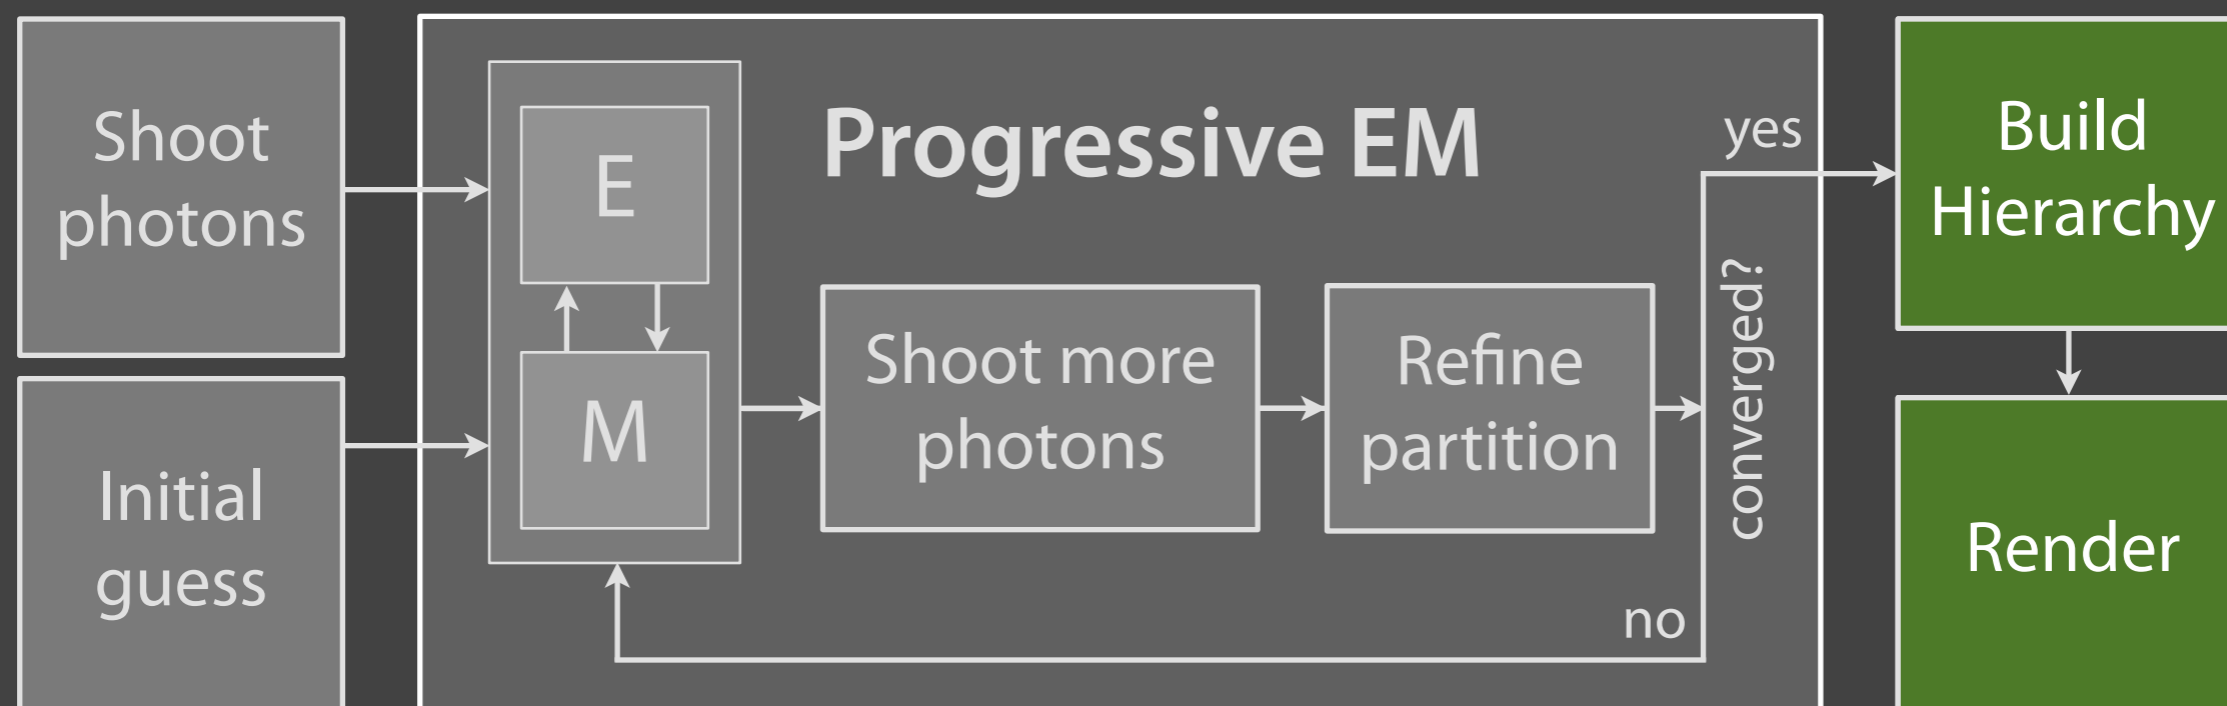 Shoot
photons
Initial
guess
Progressive EM
E
M
Shoot more
photons
Refine
partition
converged?
yes
no
Build
Hierarchy
Render